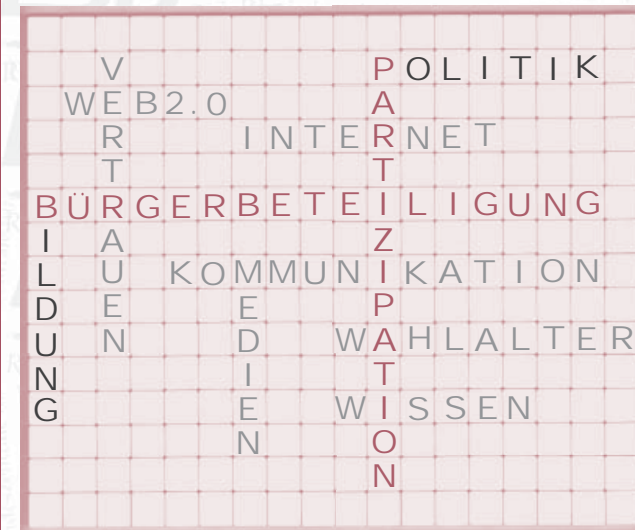 POLITIK
WEB2.0
INTERNET
BÜRGERBETEILIGUNG
KOMMUNIKATION
WAHLALTER
WISSEN
VERTRAUEN
PARTIZIPATION
BILDUNG
MEDIEN